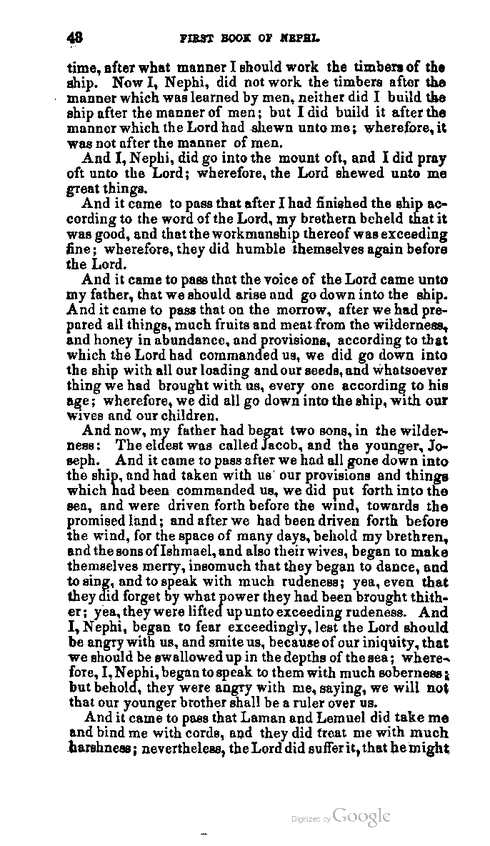 48 FIRST BOOK OF NEPHI.
time, after what manner I should work the timbers of the
ship. Now I, Nephi, did not work the timbers after the
manner which was learned by men, neither did I build the
ship after the manner of men; but I did build it after the
manner which the Lord had shewn unto me; wherefore, it
was not after the manner of men.
And I, Nephi, did go into the mount oft, and I did pray
oft unto the Lord; wherefore, the Lord shewed unto me
great things.
And it came to pass that after I had finished the ship ac-
cording to the word of the Lord, my brethern beheld that it
was good, and that the workmanship thereof was exceeding
fine; wherefore, they did humble themselves again before
the Lord.
And it came to pass that the voice of the Lord came unto
my father, that we should arise and go down into the ship.
And it came to pass that on the morrow, after we had pre-
pared all things, much fruits and meat from the wilderness,
and honey in abundance, and provisions, according to that
which the Lord had commanded us, we did go down into
the ship with all our loading and our seeds, and whatsoever
thing we had brought with us, every one according to his
age; wherefore, we did all go down into the ship, with our
wives and our children.
And now, my father had begat two sons, in the wilder-
ness: The eldest was called Jacob, and the younger, Jo-
seph. And it came to pass after we had all gone down into
the ship, and had taken with us our provisions and things
which had been commanded us, we did put forth into the
sea, and were driven forth before the wind, towards the
promised land; and after we had been driven forth before
the wind, for the space of many days, behold my brethren,
and the sons of Ishmael, and also their wives, began to make
themselves merry, insomuch that they began to dance, and
to sing, and to speak with much rudeness; yea, even that
they did forget by what power they had been brought thith-
er; yea, they were lifted up unto exceeding rudeness. And
I, Nephi, began to fear exceedingly, lest the Lord should
be angry with us, and smite us, because of our iniquity, that
we should be swallowed up in the depths of the sea; where-
fore, I, Nephi, began to speak to them with much soberness;
but behold, they were angry with me, saying, we will not
that our younger brother shall be a ruler over us.
And it came to pass that Laman and Lemuel did take me
and bind me with cords, and they did treat me with much
harshness; nevertheless, the Lord did suffer it, that he might
Digitized by Google